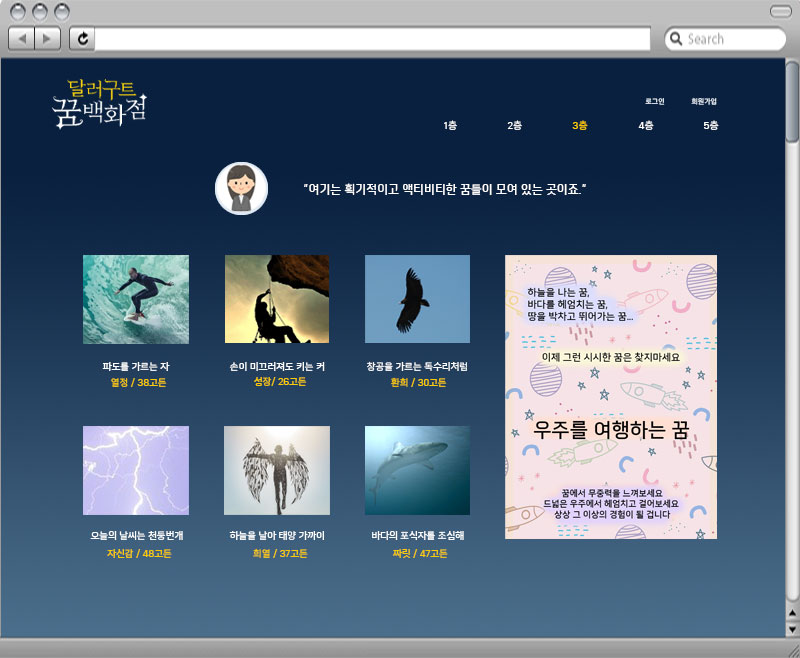 Search
달러구트
꿈백화점
로그인 회원가입
1층 2층 3층 4층 5층
"여기는 획기적이고 액티비티한 꿈들이 모여 있는 곳이죠."
파도를 가르는 자
열정 / 38고든
손이 미끄러져도 키는 커
성장/ 26고든
창공을 가르는 독수리처럼
환희 / 30고든
오늘의 날씨는 천둥번개
자신감 / 48고든
하늘을 날아 태양 가까이
희열 / 37고든
바다의 포식자를 조심해
짜릿 / 47고든
하늘을 나는 꿈,
바다를 헤엄치는 꿈,
땅을 박차고 뛰어가는 꿈...
이제 그런 시시한 꿈은 찾지마세요
우주를 여행하는 꿈
꿈에서 무중력을 느껴보세요
드넓은 우주에서 헤엄치고 걸어보세요
상상 그 이상의 경험이 될 겁니다